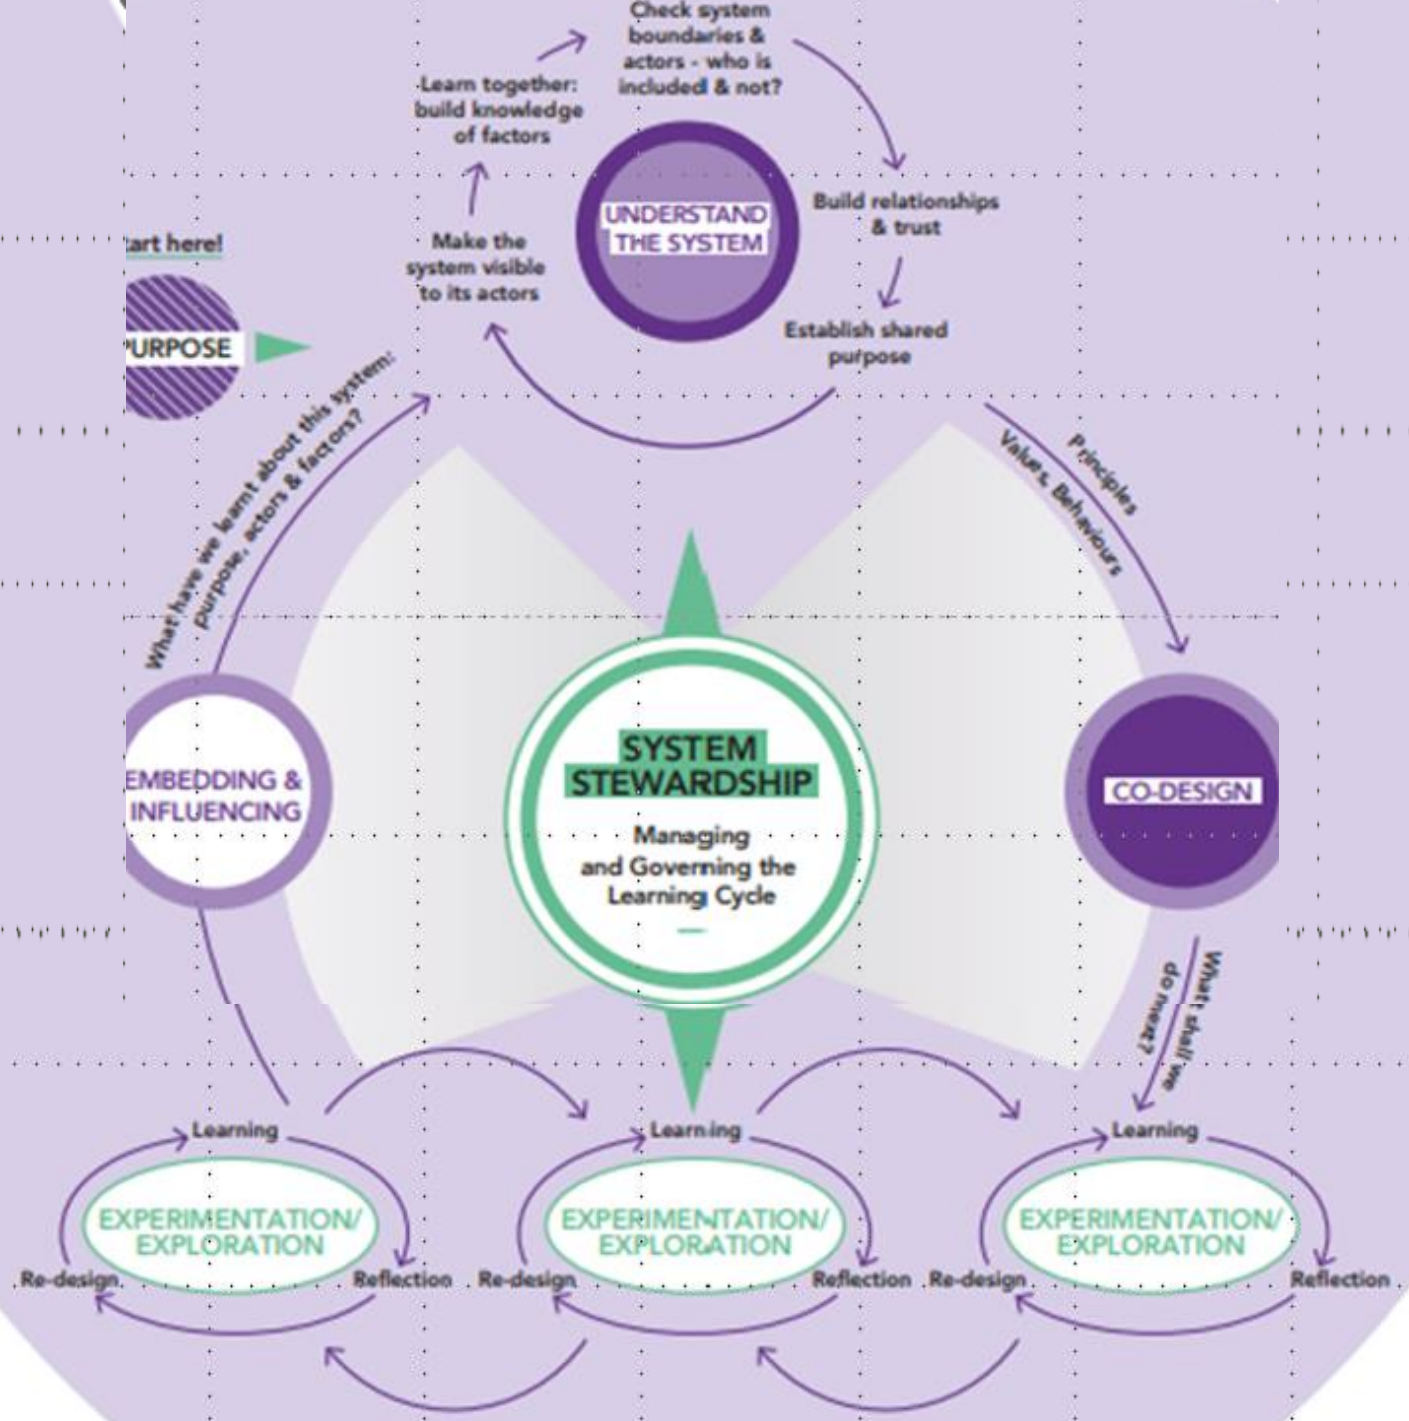 Check system
boundaries &
actors - who is
included & not?
Learn together:
build knowledge
of factors
Build relationships
& trust
UNDERSTAND
THE SYSTEM
Make the
system visible
to its actors
Establish shared
purpose
tart here!
PURPOSE
What have we learnt about this system:
purpose, actors & factors?
Principles
Values, Behaviours
SYSTEM
STEWARDSHIP
Managing
and Governing the
Learning Cycle
EMBEDDING &
INFLUENCING
CO-DESIGN
What shall we
do next?
Learning
EXPERIMENTATION/
EXPLORATION
Re-design
Reflection
Learning
EXPERIMENTATION/
EXPLORATION
Re-design
Reflection
Learning
EXPERIMENTATION/
EXPLORATION
Re-design
Reflection